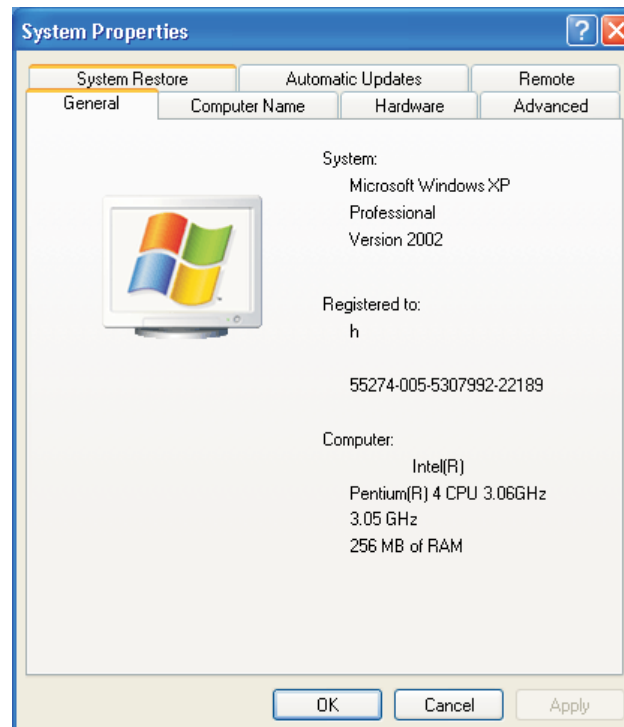 System Properties
System Restore Automatic Updates Remote
General Computer Name Hardware Advanced
System:
Microsoft Windows XP
Professional
Version 2002
Registered to:
h
55274-005-5307992-22189
Computer:
Intel(R)
Pentium(R) 4 CPU 3.06GHz
3.05 GHz
256 MB of RAM
OK Cancel Apply